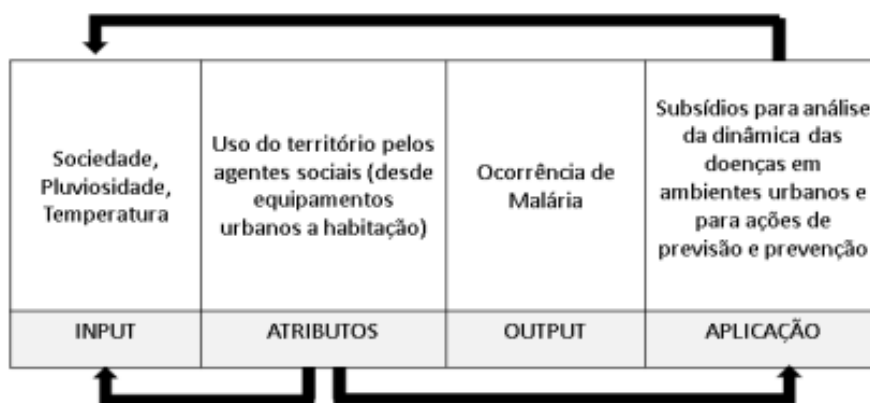 Sociedade,
Pluviosidade,
Temperatura
Uso do território pelos
agentes sociais (desde
equipamentos
urbanos a habitação)
Ocorrência de
Malária
Subsídios para análise
da dinâmica das
doenças em
ambientes urbanos e
para ações de
previsão e prevenção
INPUT
ATRIBUTOS
OUTPUT
APLICAÇÃO